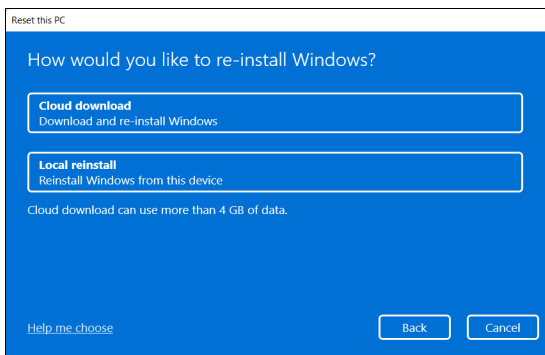 Reset this PC
How would you like to re-install Windows?
Cloud download
Download and re-install Windows
Local reinstall
Reinstall Windows from this device
Cloud download can use more than 4 GB of data.
Help me choose
Back
Cancel